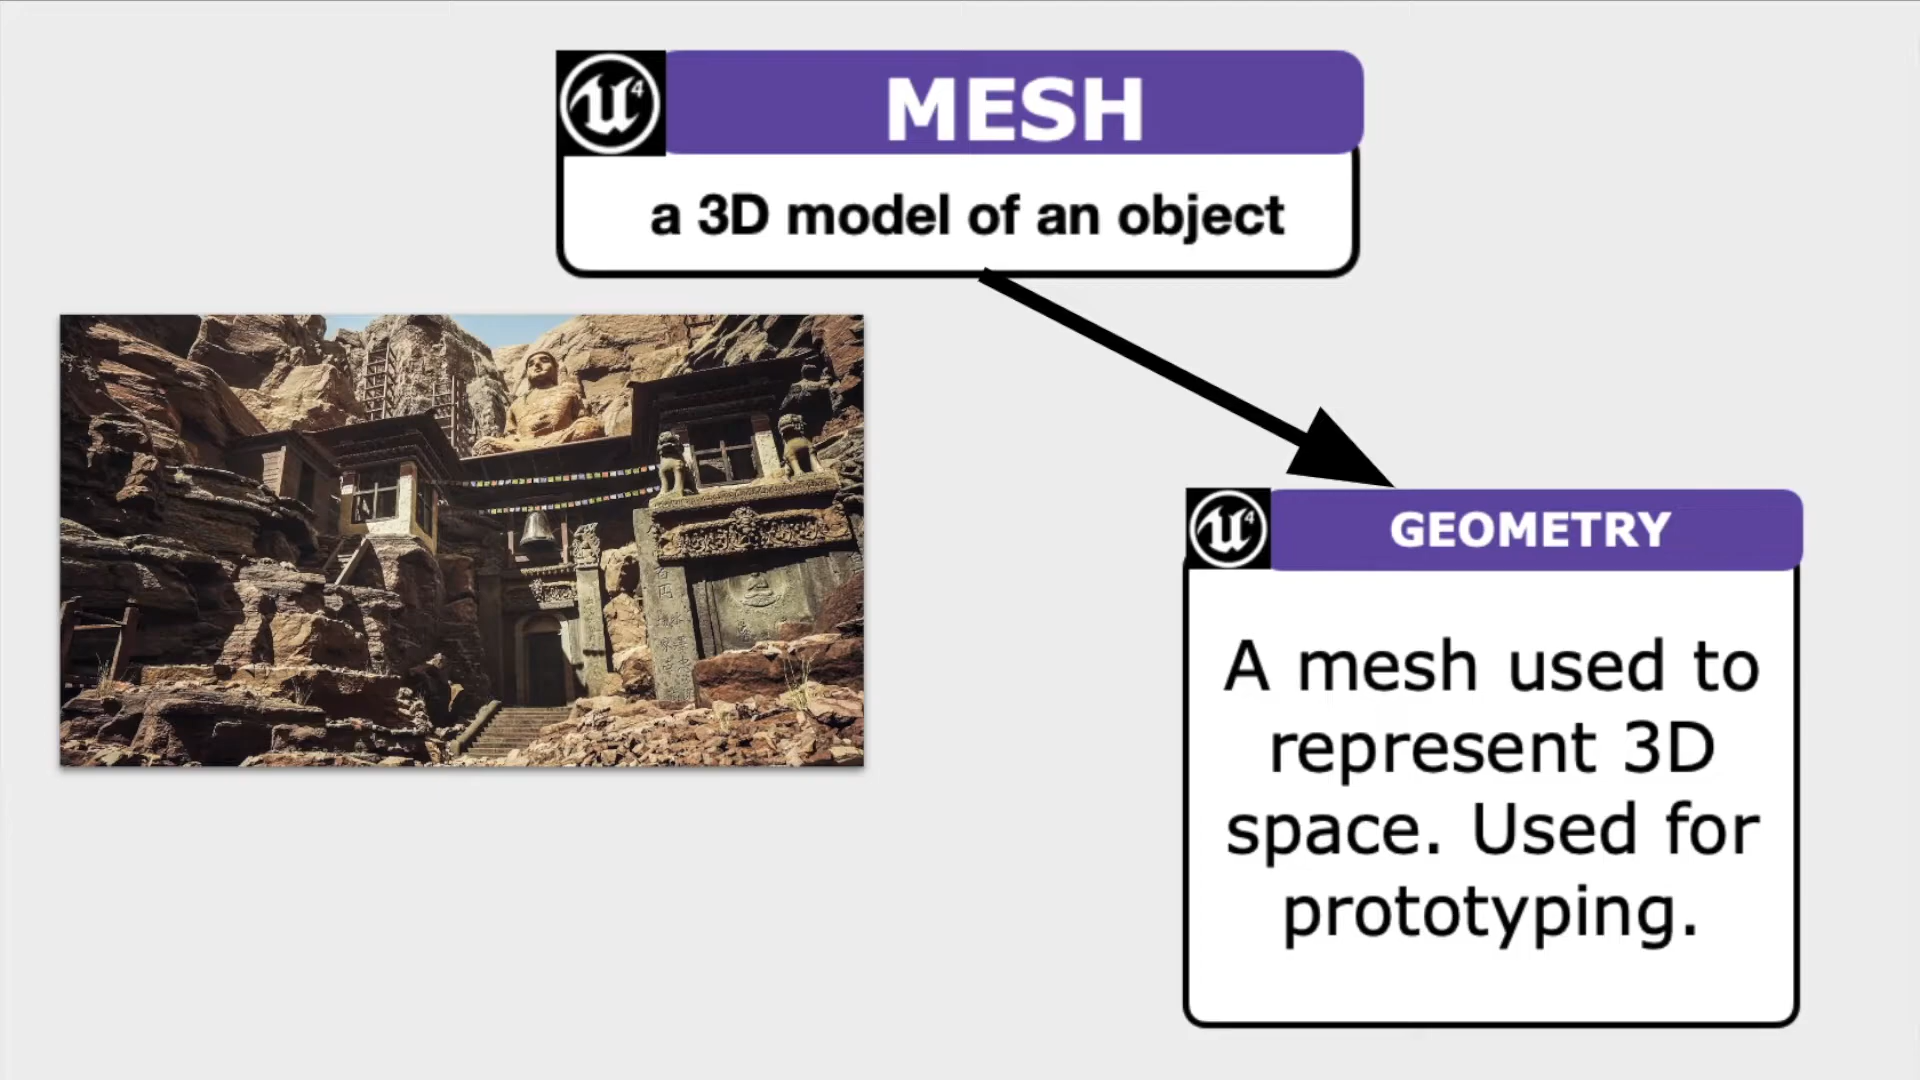 MESH
a 3D model of an object
GEOMETRY
A mesh used to
represent 3D
space. Used for
prototyping.